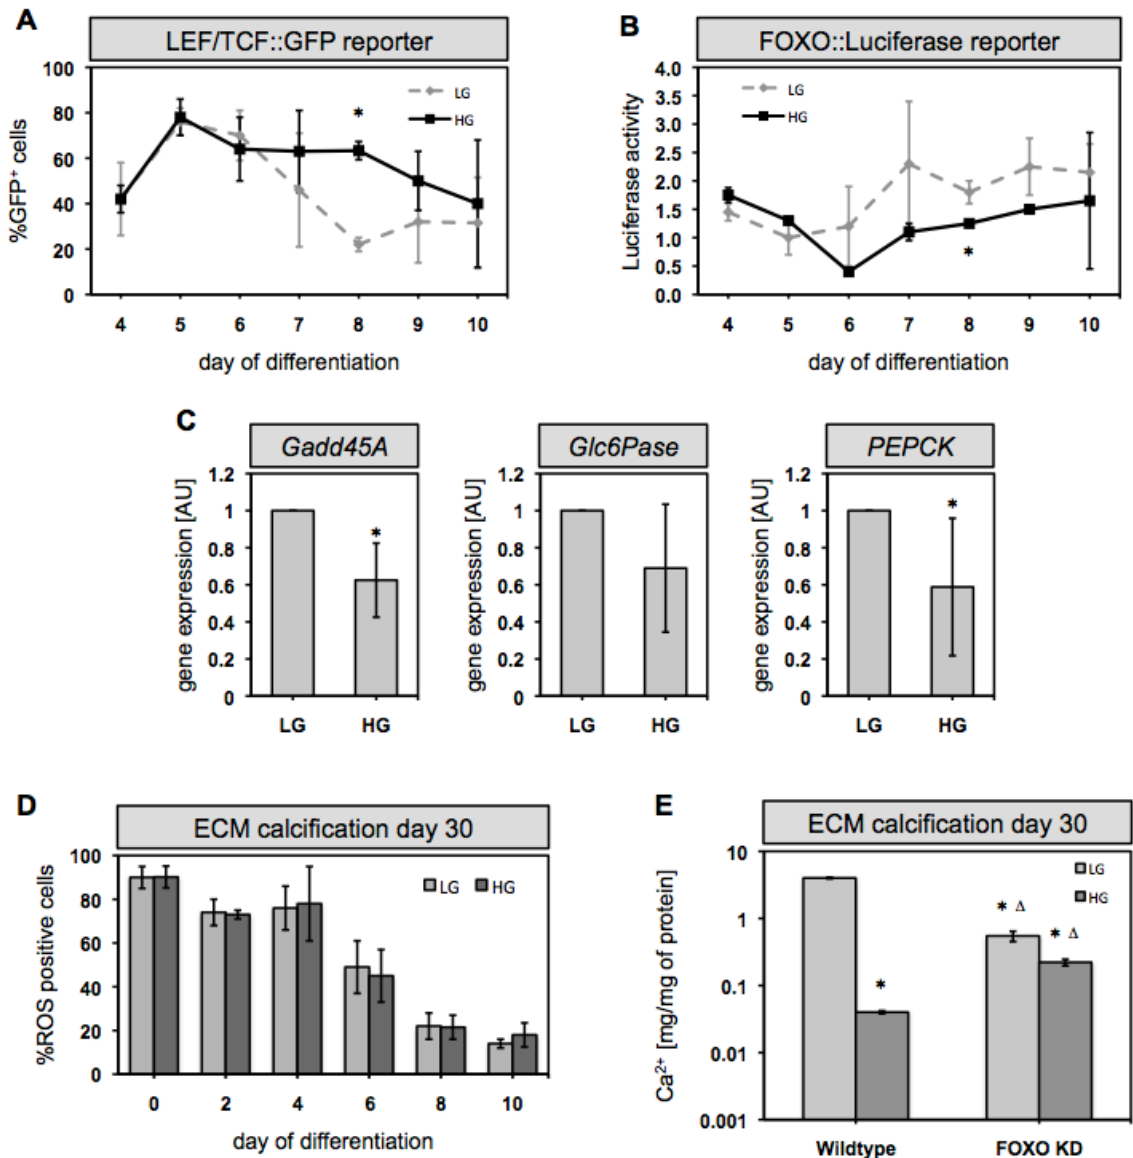 A
LEF/TCF::GFP reporter
%GFP⁺ cells
100
80
60
40
20
0
LG
HG
*
4 5 6 7 8 9 10
day of differentiation
B
FOXO::Luciferase reporter
Luciferase activity
4.0
3.5
3.0
2.5
2.0
1.5
1.0
0.5
0.0
LG
HG
*
4 5 6 7 8 9 10
day of differentiation
C
Gadd45A
gene expression [AU]
1.2
1
0.8
0.6
0.4
0.2
0
*
LG HG
Glc6Pase
gene expression [AU]
1.2
1
0.8
0.6
0.4
0.2
0
LG HG
PEPCK
gene expression [AU]
1.2
1
0.8
0.6
0.4
0.2
0
*
LG HG
D
ECM calcification day 30
%ROS positive cells
100
80
60
40
20
0
LG HG
0 2 4 6 8 10
day of differentiation
E
ECM calcification day 30
Ca²⁺ [mg/mg of protein]
10
1
0.1
0.01
0.001
LG
HG
*
* Δ
* Δ
Wildtype FOXO KD